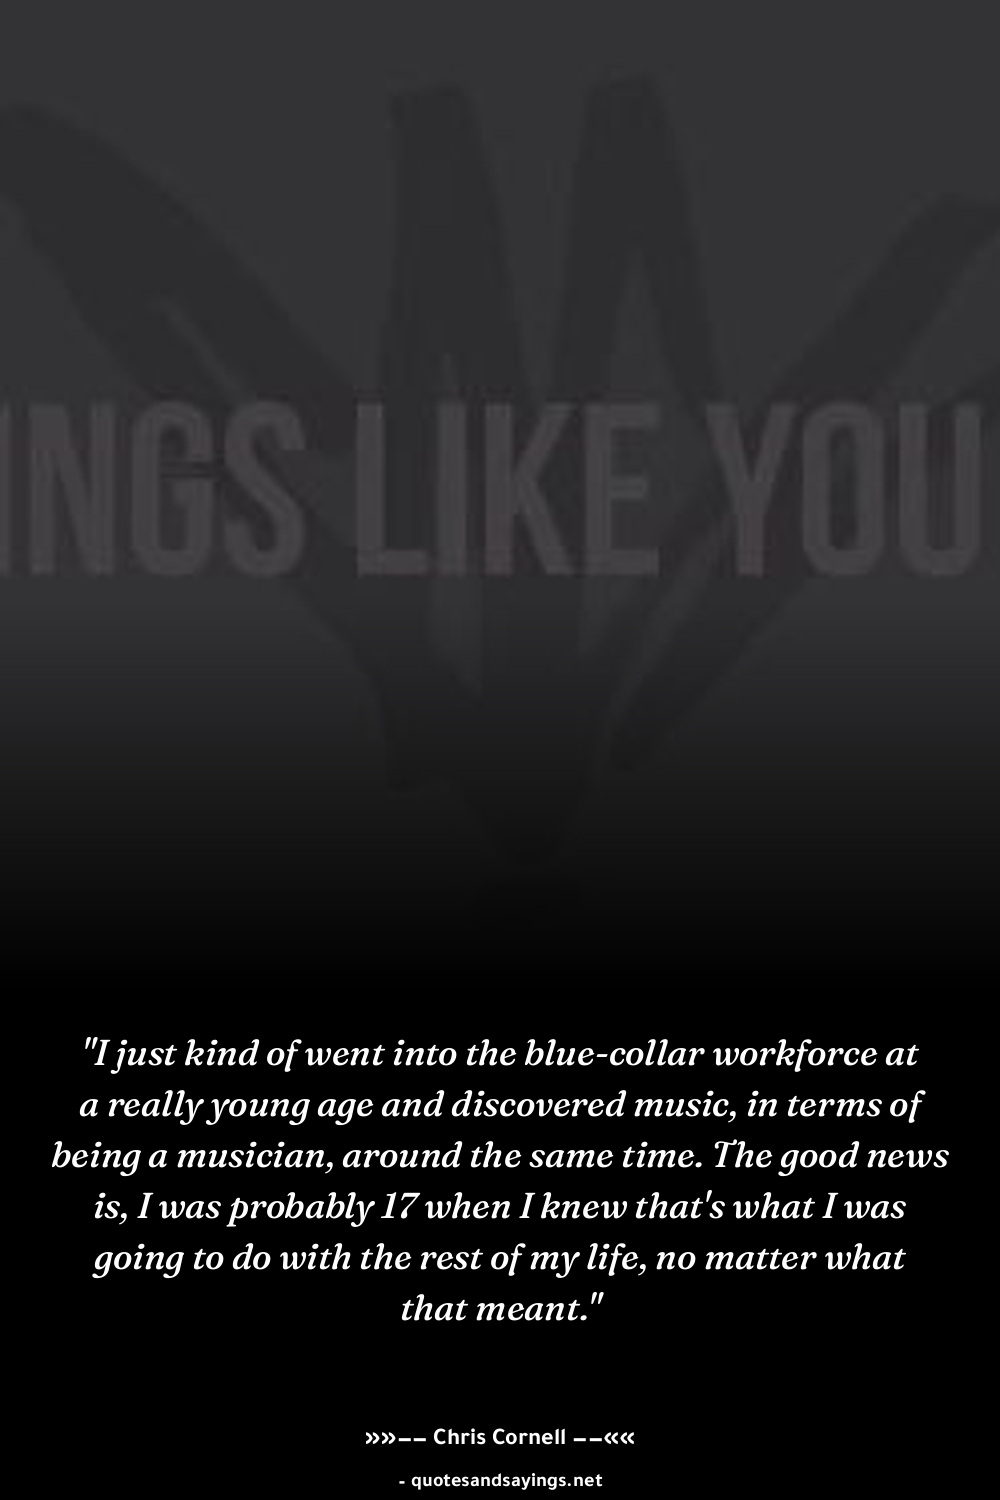 INGS LIKE YOU
"I just kind of went into the blue-collar workforce at
a really young age and discovered music, in terms of
being a musician, around the same time. The good news
is, I was probably 17 when I knew that's what I was
going to do with the rest of my life, no matter what
that meant."
»»–– Chris Cornell ––««
- quotesandsayings.net